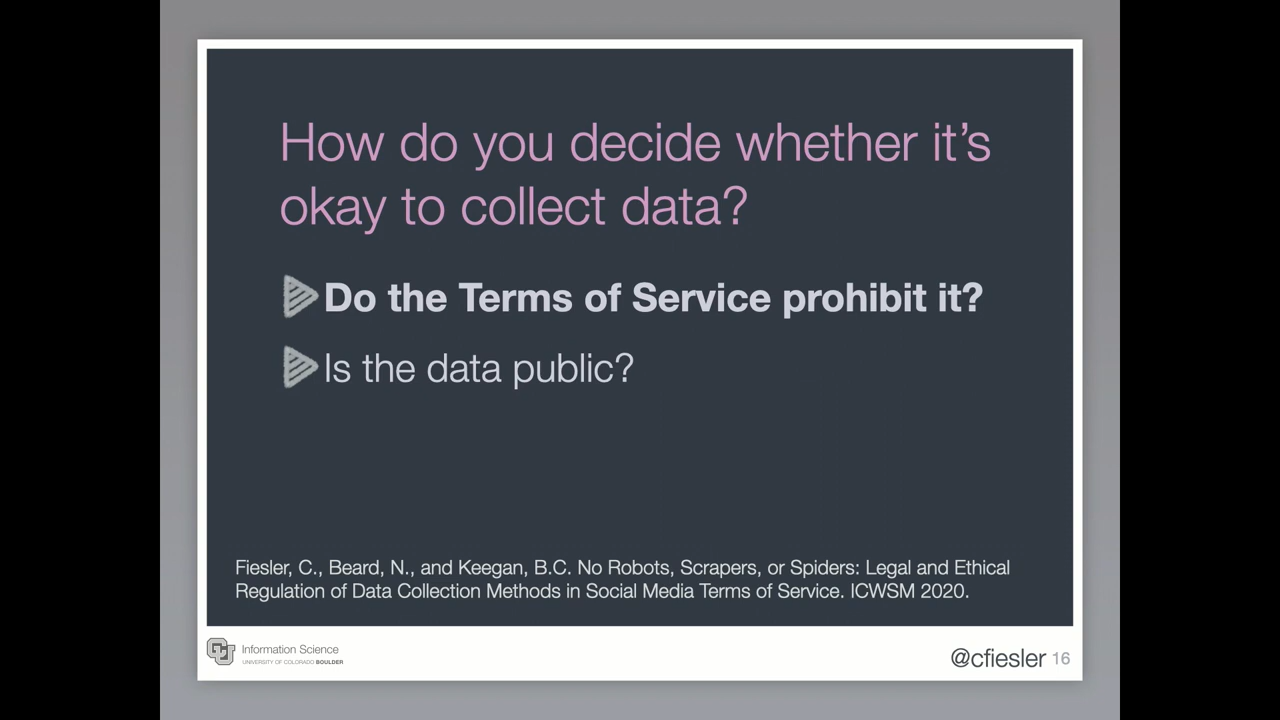 How do you decide whether it’s
okay to collect data?
Do the Terms of Service prohibit it?
Is the data public?
Fiesler, C., Beard, N., and Keegan, B.C. No Robots, Scrapers, or Spiders: Legal and Ethical
Regulation of Data Collection Methods in Social Media Terms of Service. ICWSM 2020.
CU
Information Science
UNIVERSITY OF COLORADO BOULDER
@cfiesler 16